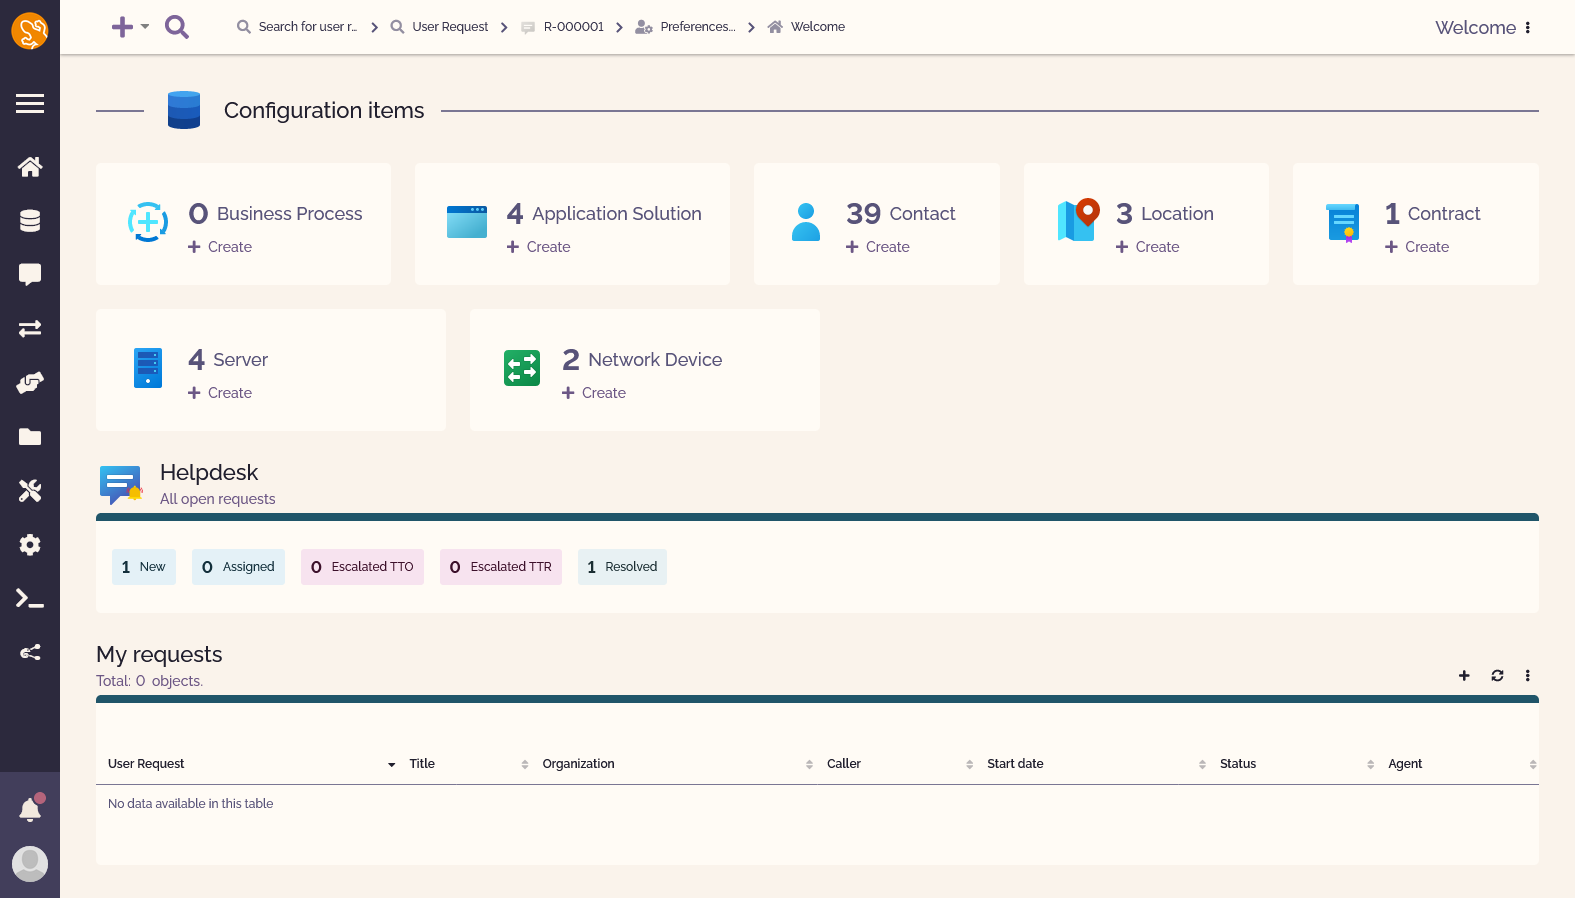 Search for user r... User Request R-000001 Preferences... Welcome
Welcome
Configuration items
0 Business Process
Create
4 Application Solution
Create
39 Contact
Create
3 Location
Create
1 Contract
Create
4 Server
Create
2 Network Device
Create
Helpdesk
All open requests
1 New 0 Assigned 0 Escalated TTO 0 Escalated TTR 1 Resolved
My requests
Total: 0 objects.
User Request Title Organization Caller Start date Status Agent
No data available in this table